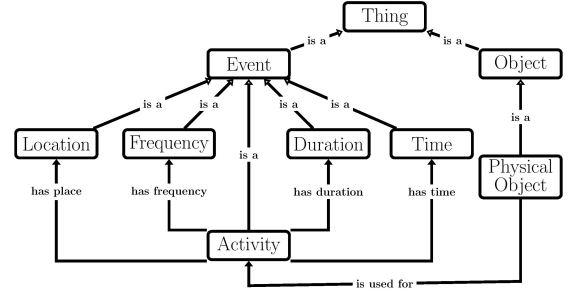 Thing
is a
is a
Event
Object
is a
is a
is a
is a
is a
is a
Location
Frequency
Duration
Time
Physical
Object
has place
has frequency
has duration
has time
Activity
is used for